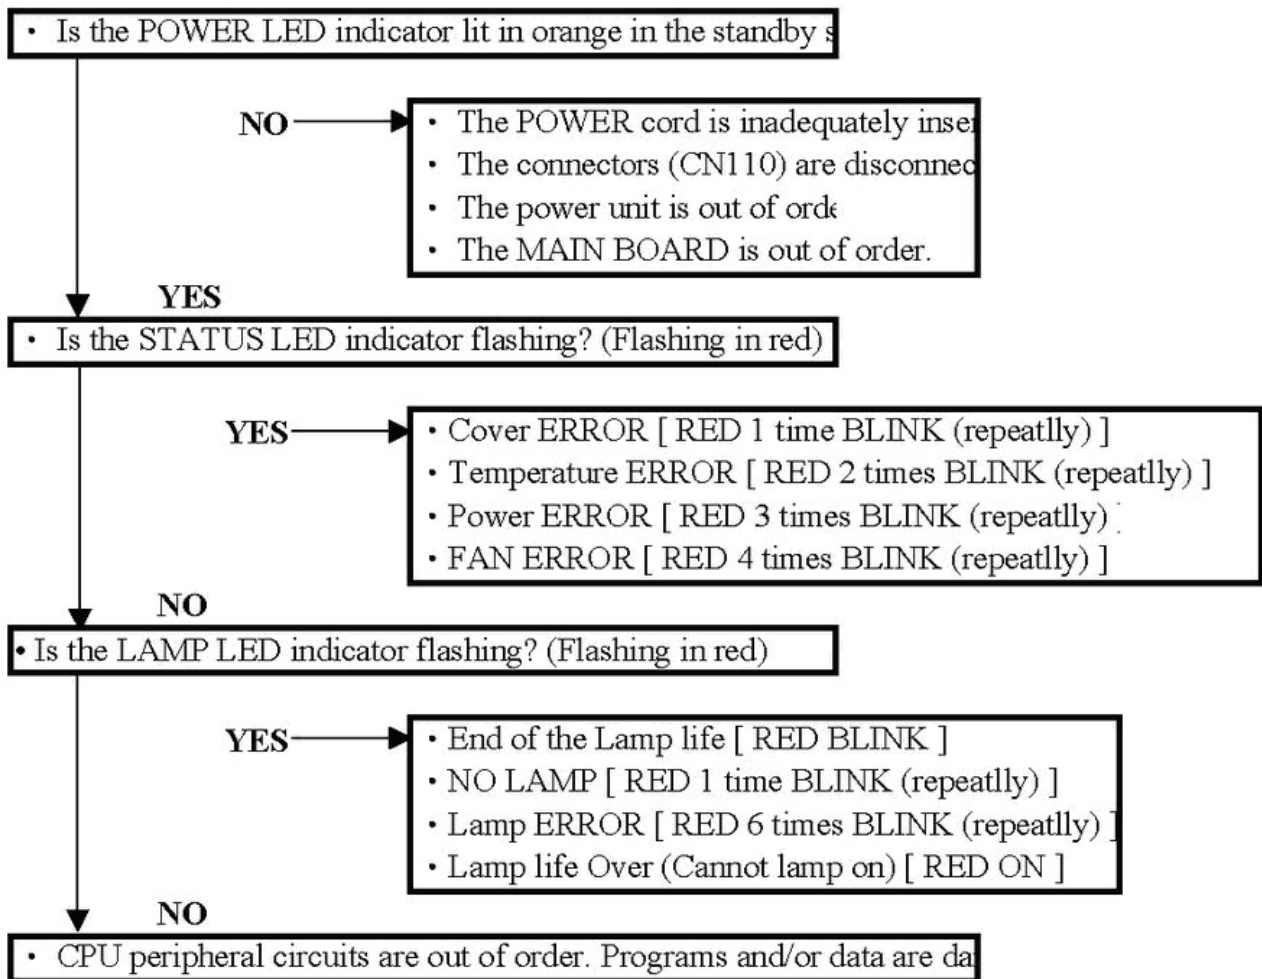 • Is the POWER LED indicator lit in orange in the standby
NO
• The POWER cord is inadequately
• The connectors (CN110) are
• The power unit is out of
• The MAIN BOARD is out of order.
YES
• Is the STATUS LED indicator flashing? (Flashing in red)
YES
• Cover ERROR [ RED 1 time BLINK (repeatlly) ]
• Temperature ERROR [ RED 2 times BLINK (repeatlly) ]
• Power ERROR [ RED 3 times BLINK (repeatlly)
• FAN ERROR [ RED 4 times BLINK (repeatlly) ]
NO
• Is the LAMP LED indicator flashing? (Flashing in red)
YES
• End of the Lamp life [ RED BLINK ]
• NO LAMP [ RED 1 time BLINK (repeatlly) ]
• Lamp ERROR [ RED 6 times BLINK (repeatlly) ]
• Lamp life Over (Cannot lamp on) [ RED ON ]
NO
• CPU peripheral circuits are out of order. Programs and/or data are